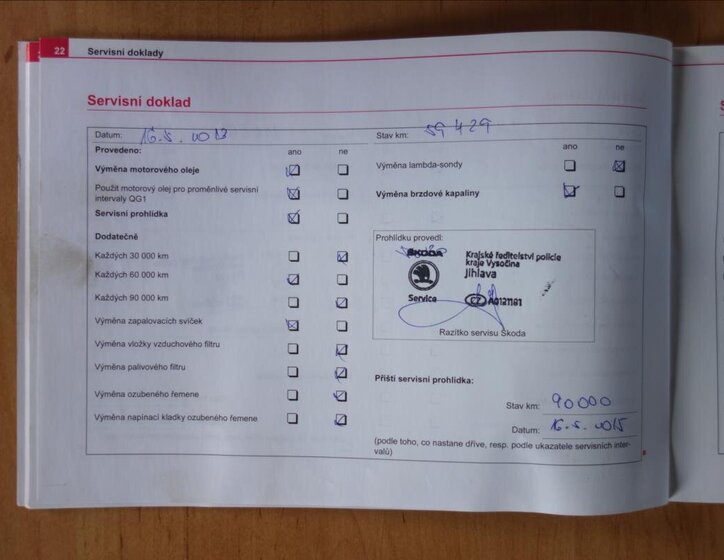 22 Servisní doklady
Servisní doklad
Datum: 16.5. 2013
Stav km: 59 429
Provedeno: ano ne
ano ne
Výměna motorového oleje
Použit motorový olej pro proměnlivé servisní
intervaly QG1
Servisní prohlídka
Dodatečně
Každých 30 000 km
Každých 60 000 km
Každých 90 000 km
Výměna zapalovacích svíček
Výměna vložky vzduchového filtru
Výměna palivového filtru
Výměna ozubeného řemene
Výměna napínací kladky ozubeného řemene
Výměna lambda-sondy
Výměna brzdové kapaliny
Prohlídku provedl:
ŠKODA
Krajské ředitelství policie
kraje Vysočina
Jihlava
Service
CZ A0121181
Razítko servisu Škoda
Příští servisní prohlídka:
Stav km: 90000
Datum: 16.5. 2015
(podle toho, co nastane dříve, resp. podle ukazatele servisních inter-
valů)